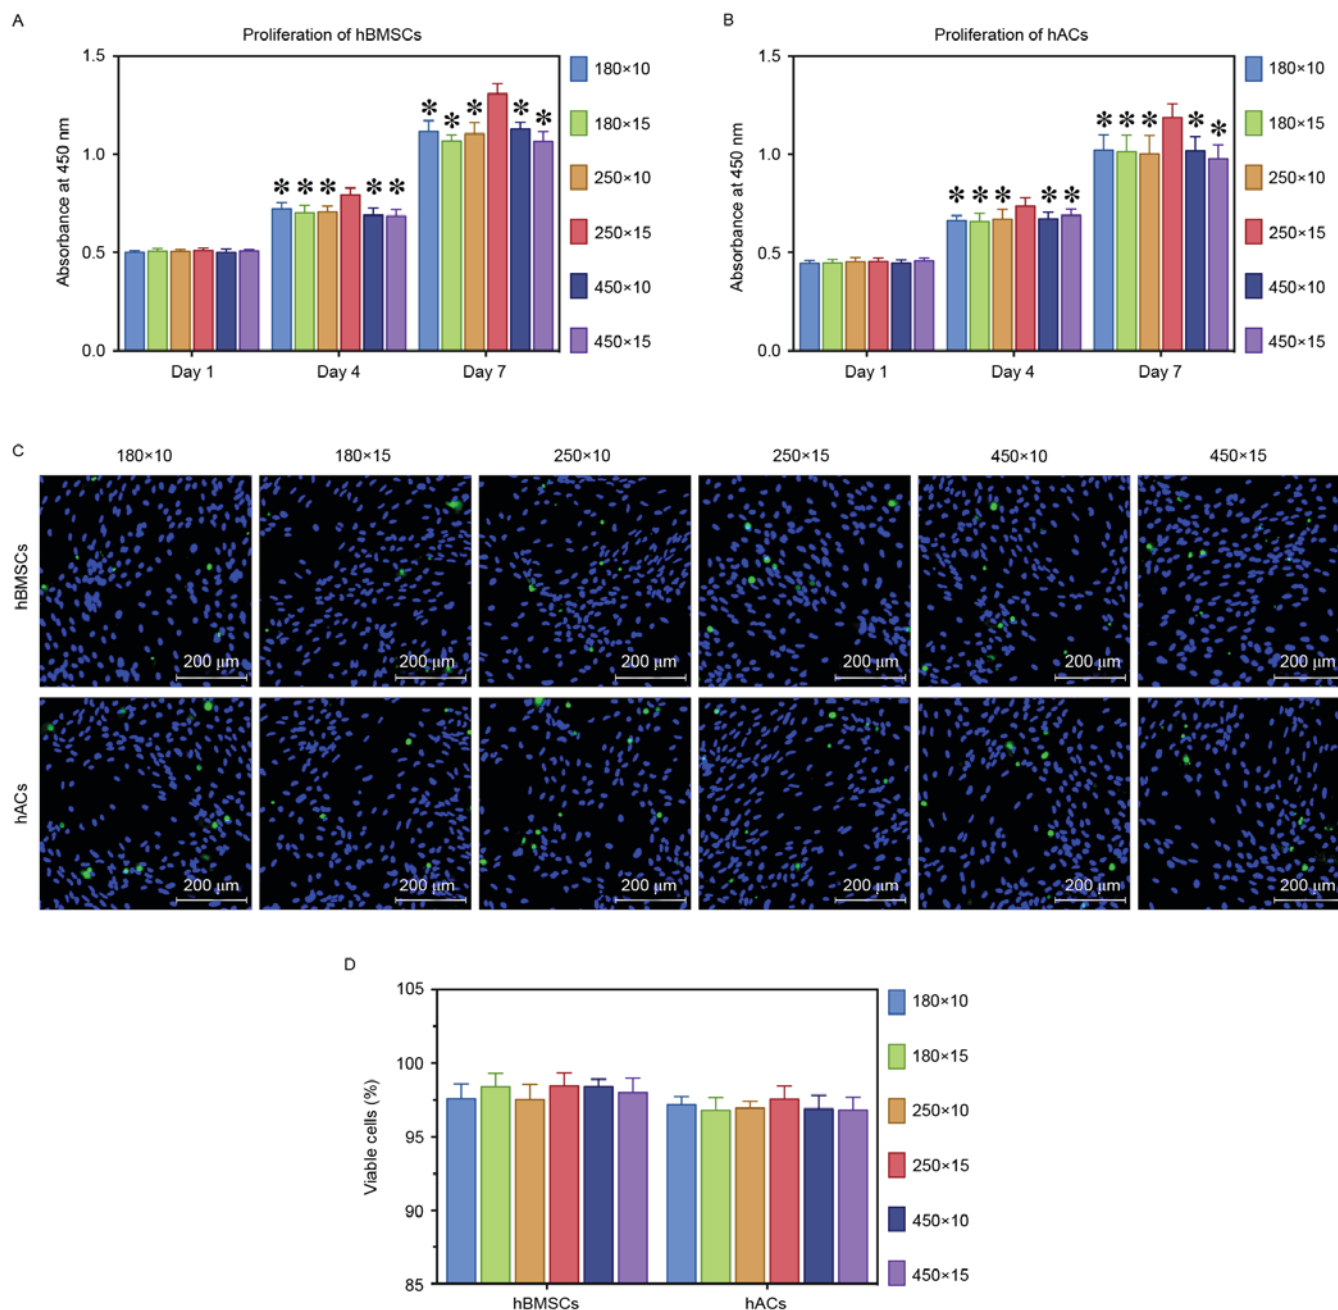 A
Proliferation of hBMSCs
Absorbance at 450 nm
1.5
1.0
0.5
0.0
Day 1 Day 4 Day 7
* * * * *
* * * * *
180×10
180×15
250×10
250×15
450×10
450×15
B
Proliferation of hACs
Absorbance at 450 nm
1.5
1.0
0.5
0.0
Day 1 Day 4 Day 7
* * * * *
* * * * *
180×10
180×15
250×10
250×15
450×10
450×15
C
180×10 180×15 250×10 250×15 450×10 450×15
hBMSCs
200 μm 200 μm 200 μm 200 μm 200 μm 200 μm
hACs
200 μm 200 μm 200 μm 200 μm 200 μm 200 μm
D
Viable cells (%)
105
100
95
90
85
hBMSCs hACs
180×10
180×15
250×10
250×15
450×10
450×15